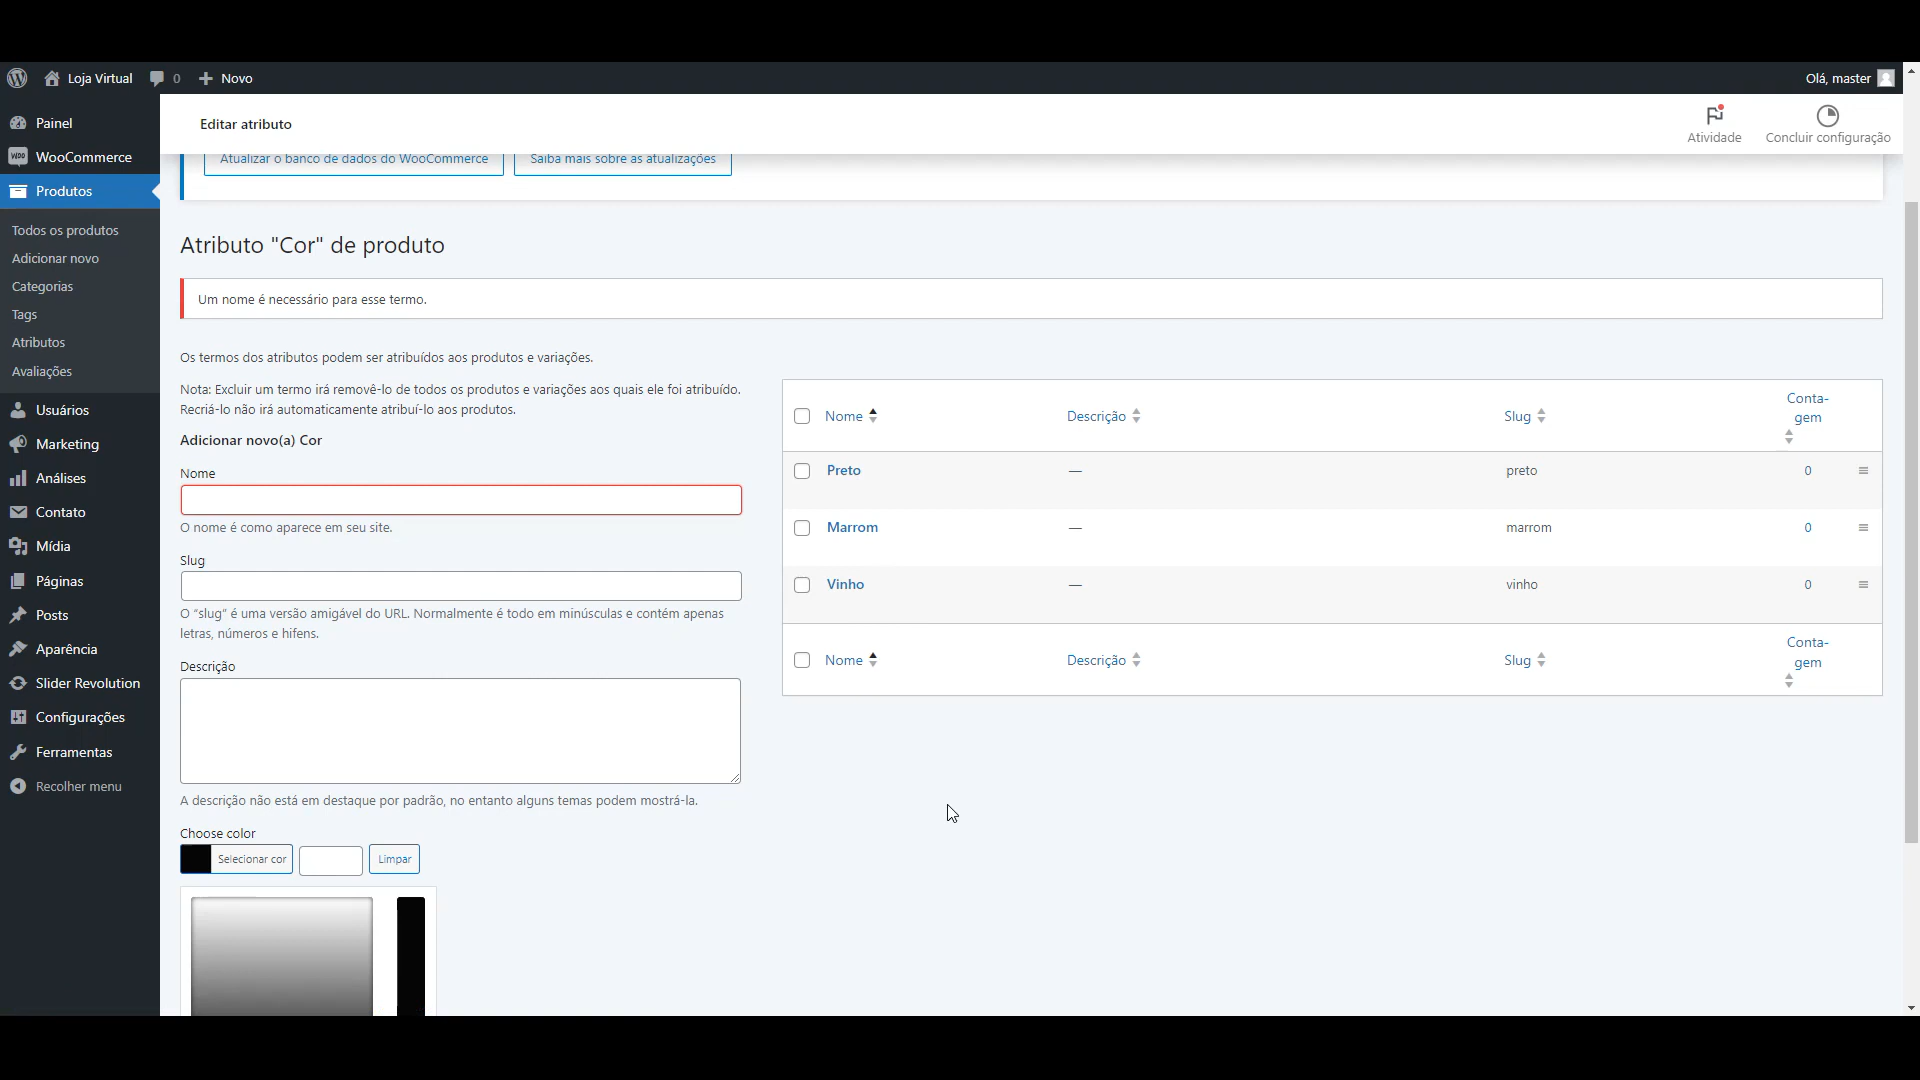 Loja Virtual 0 Novo
Olá, master
Painel
WooCommerce
Produtos
Todos os produtos
Adicionar novo
Categorias
Tags
Atributos
Avaliações
Usuários
Marketing
Análises
Contato
Mídia
Páginas
Posts
Aparência
Slider Revolution
Configurações
Ferramentas
Recolher menu
Editar atributo
Atividade
Concluir configuração
Atualizar o banco de dados do WooCommerce
Saiba mais sobre as atualizações
Atributo "Cor" de produto
Um nome é necessário para esse termo.
Os termos dos atributos podem ser atribuídos aos produtos e variações.
Nota: Excluir um termo irá removê-lo de todos os produtos e variações aos quais ele foi atribuído.
Recriá-lo não irá automaticamente atribuí-lo aos produtos.
Adicionar novo(a) Cor
Nome
O nome é como aparece em seu site.
Slug
O “slug” é uma versão amigável do URL. Normalmente é todo em minúsculas e contém apenas
letras, números e hifens.
Descrição
A descrição não está em destaque por padrão, no entanto alguns temas podem mostrá-la.
Choose color
Selecionar cor
Limpar
Nome Descrição Slug Conta-
gem
Preto — preto 0
Marrom — marrom 0
Vinho — vinho 0
Nome Descrição Slug Conta-
gem